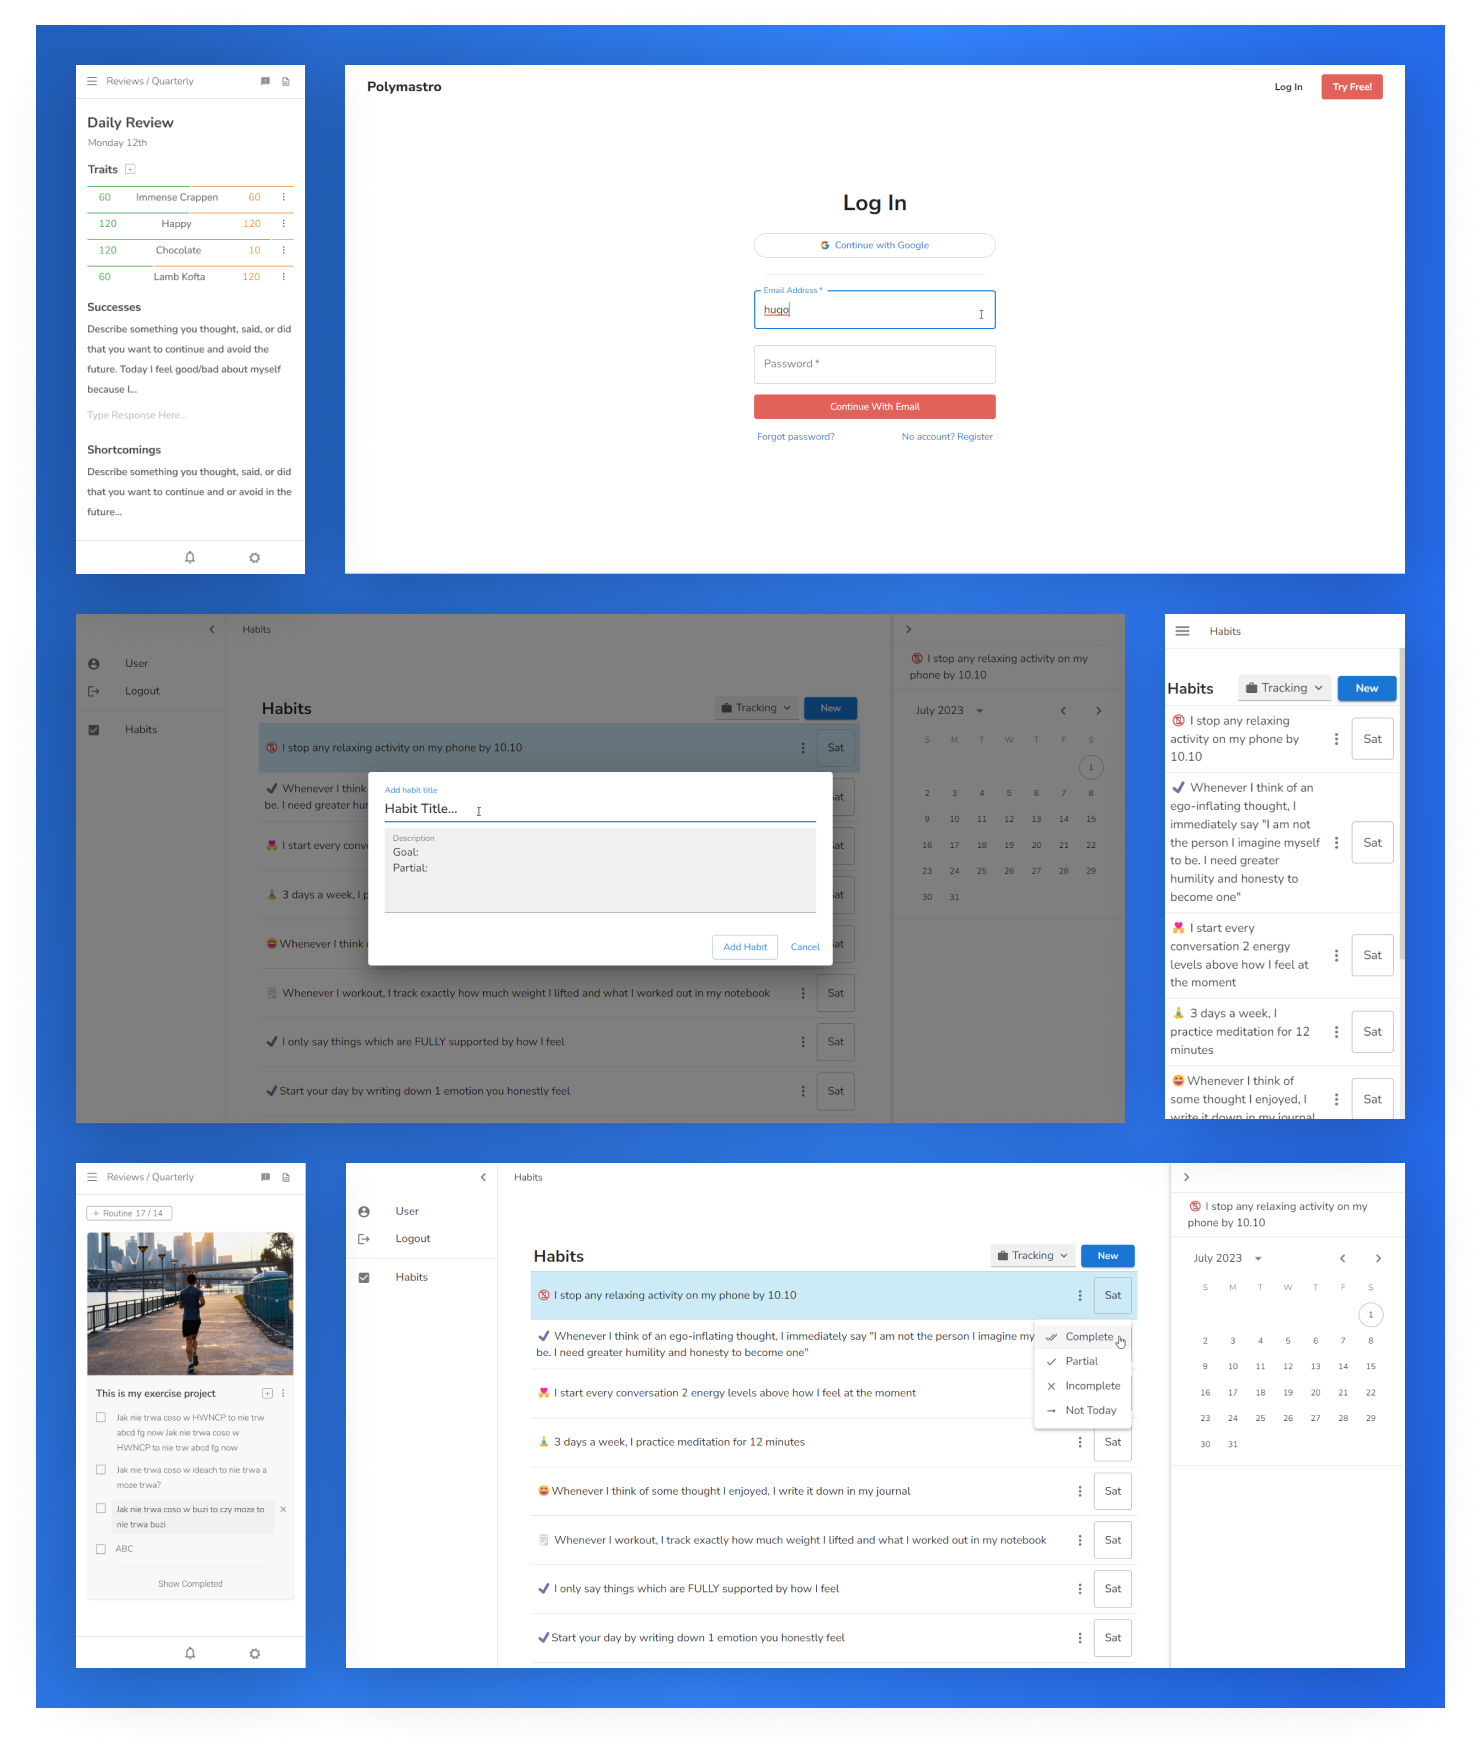 Reviews / Quarterly
Daily Review
Monday 12th
Traits
60 Immense Crappen 60
120 Happy 120
120 Chocolate 10
60 Lamb Kofta 120
Successes
Describe something you thought, said, or did
that you want to continue and avoid the
future. Today I feel good/bad about myself
because I...
Type Response Here...
Shortcomings
Describe something you thought, said, or did
that you want to continue and or avoid in the
future...
Polymastro
Log In
Try Free!
Log In
Continue with Google
Email Address *
hugo
Password *
Continue With Email
Forgot password?
No account? Register
Habits
User
Logout
Habits
Habits
Tracking
New
I stop any relaxing activity on my phone by 10.10
Sat
Whenever I think
be. I need greater hu
at
I start every conv
at
3 days a week, I p
at
Whenever I think
at
Whenever I workout, I track exactly how much weight I lifted and what I worked out in my notebook
Sat
I only say things which are FULLY supported by how I feel
Sat
Start your day by writing down 1 emotion you honestly feel
Sat
Add habit title
Habit Title...
Description
Goal:
Partial:
Add Habit
Cancel
I stop any relaxing activity on my
phone by 10.10
July 2023
S M T W T F S
1
2 3 4 5 6 7 8
9 10 11 12 13 14 15
16 17 18 19 20 21 22
23 24 25 26 27 28 29
30 31
Habits
Habits
Tracking
New
I stop any relaxing
activity on my phone by
10.10
Sat
Whenever I think of an
ego-inflating thought, I
immediately say "I am not
the person I imagine myself
to be. I need greater
humility and honesty to
become one"
Sat
I start every
conversation 2 energy
levels above how I feel at
the moment
Sat
3 days a week, I
practice meditation for 12
minutes
Sat
Whenever I think of
some thought I enjoyed, I
write it down in my journal
Sat
Reviews / Quarterly
+ Routine 17 / 14
This is my exercise project
Jak nie trwa coso w HWNCP to nie trw
abcd fg now Jak nie trwa coso w
HWNCP to nie trw abcd fg now
Jak nie trwa coso w ideach to nie trwa a
moze trwa?
Jak nie trwa coso w buzi to czy moze to
nie trwa buzi
ABC
Show Completed
Habits
User
Logout
Habits
Habits
Tracking
New
I stop any relaxing activity on my phone by 10.10
Sat
Whenever I think of an ego-inflating thought, I immediately say "I am not the person I imagine my
be. I need greater humility and honesty to become one"
I start every conversation 2 energy levels above how I feel at the moment
3 days a week, I practice meditation for 12 minutes
Sat
Whenever I think of some thought I enjoyed, I write it down in my journal
Sat
Whenever I workout, I track exactly how much weight I lifted and what I worked out in my notebook
Sat
I only say things which are FULLY supported by how I feel
Sat
Start your day by writing down 1 emotion you honestly feel
Sat
Complete
Partial
Incomplete
Not Today
I stop any relaxing activity on my
phone by 10.10
July 2023
S M T W T F S
1
2 3 4 5 6 7 8
9 10 11 12 13 14 15
16 17 18 19 20 21 22
23 24 25 26 27 28 29
30 31